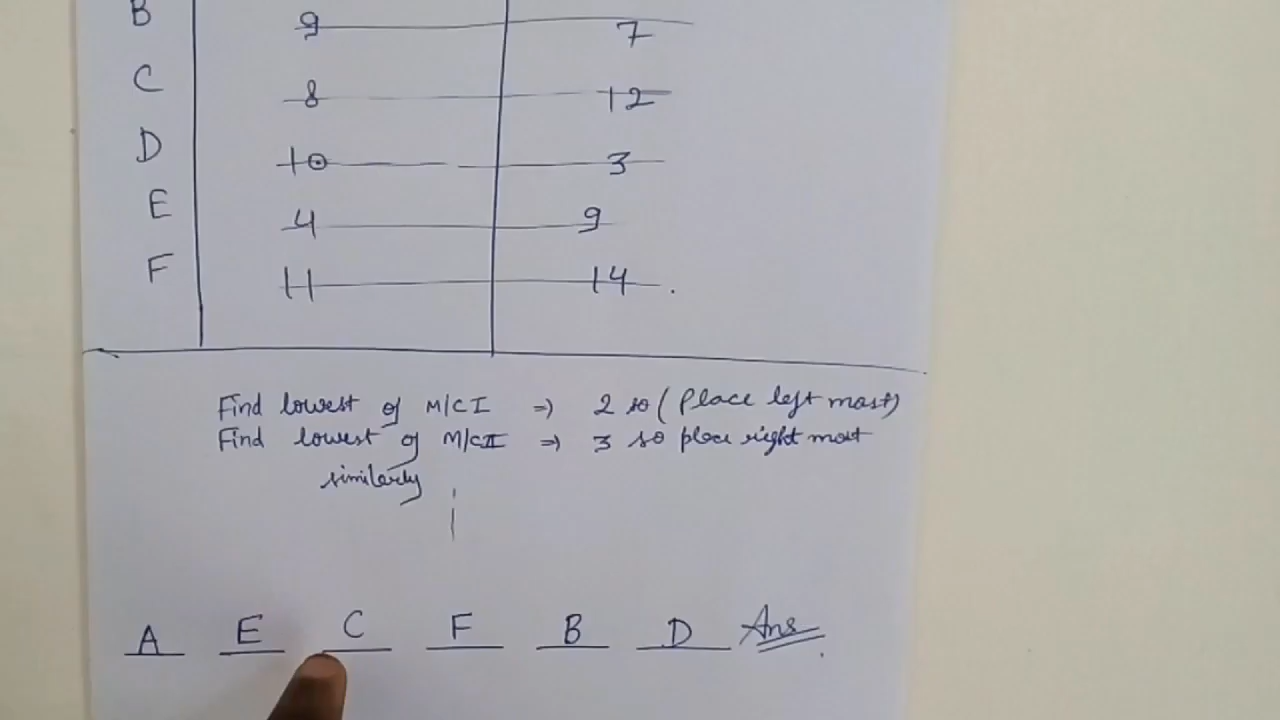 B 9 7
C 8 12
D 10 3
E 4 9
F 11 14 .
Find lowest of M/C I => 2 so (Place left most)
Find lowest of M/C II => 3 so place right most
similarly
A E C F B D Ans